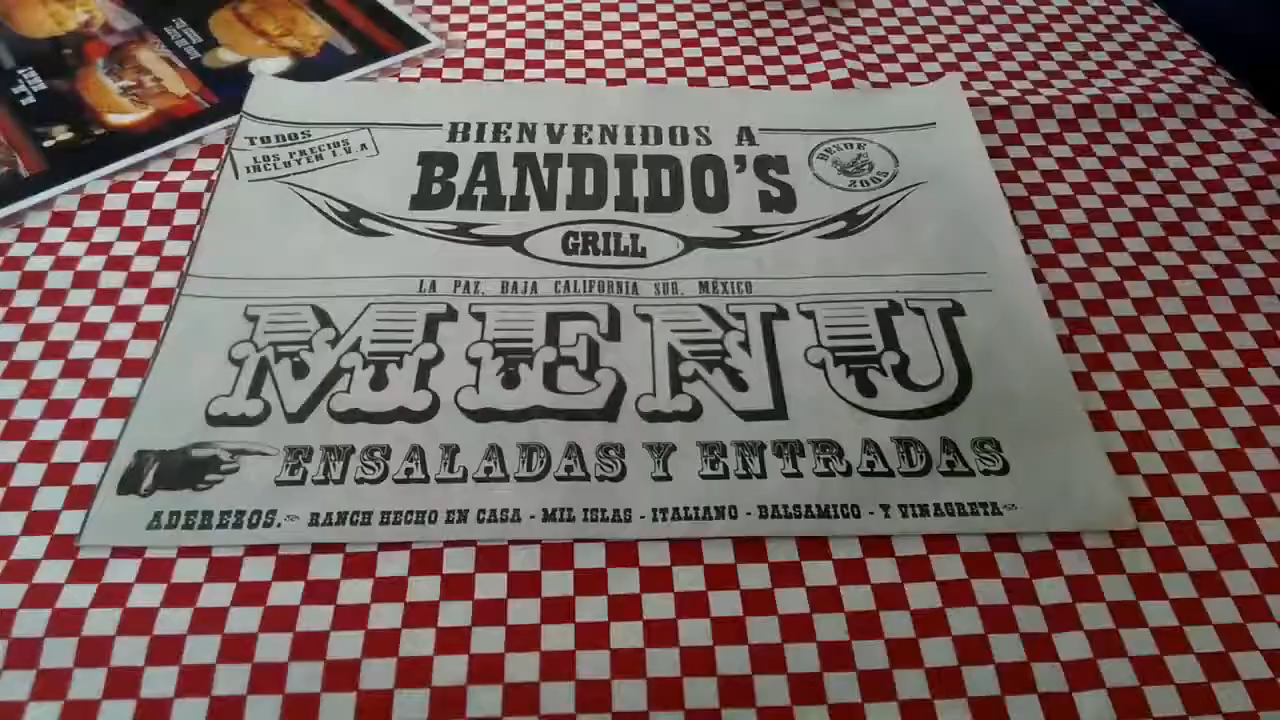 TODOS
LOS PRECIOS
INCLUYEN I.V.A
BIENVENIDOS A
BANDIDO'S
GRILL
DESDE
2005
LA PAZ, BAJA CALIFORNIA SUR, MÉXICO
MENU
ENSALADAS Y ENTRADAS
ADEREZOS. RANCH HECHO EN CASA - MIL ISLAS - ITALIANO - BALSAMICO - Y VINAGRETA